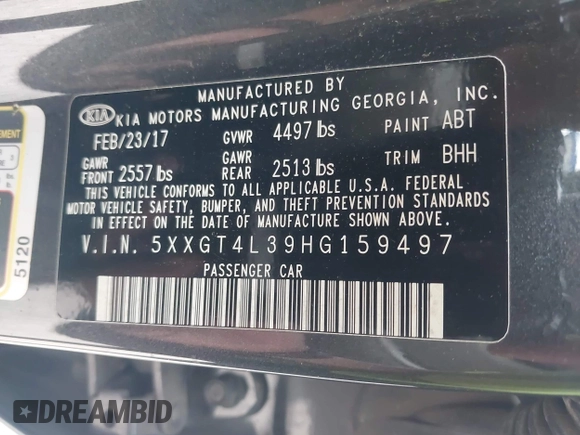 MANUFACTURED BY
KIA KIA MOTORS MANUFACTURING GEORGIA, INC.
FEB/23/17 GVWR 4497 lbs PAINT ABT
GAWR FRONT 2557 lbs GAWR REAR 2513 lbs TRIM BHH
THIS VEHICLE CONFORMS TO ALL APPLICABLE U.S.A. FEDERAL
MOTOR VEHICLE SAFETY, BUMPER, AND THEFT PREVENTION STANDARDS
IN EFFECT ON THE DATE OF MANUFACTURE SHOWN ABOVE.
V.I.N. 5XXGT4L39HG159497
PASSENGER CAR
5120
DREAMBID